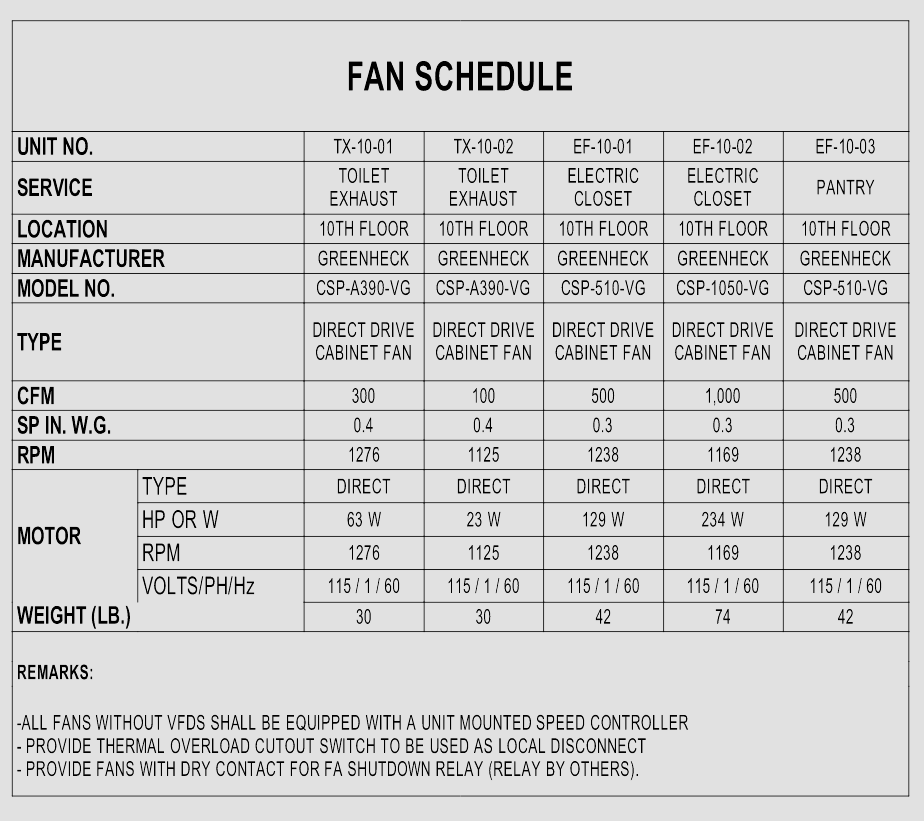 FAN SCHEDULE
UNIT NO. TX-10-01 TX-10-02 EF-10-01 EF-10-02 EF-10-03
SERVICE TOILET EXHAUST TOILET EXHAUST ELECTRIC CLOSET ELECTRIC CLOSET PANTRY
LOCATION 10TH FLOOR 10TH FLOOR 10TH FLOOR 10TH FLOOR 10TH FLOOR
MANUFACTURER GREENHECK GREENHECK GREENHECK GREENHECK GREENHECK
MODEL NO. CSP-A390-VG CSP-A390-VG CSP-510-VG CSP-1050-VG CSP-510-VG
TYPE DIRECT DRIVE CABINET FAN DIRECT DRIVE CABINET FAN DIRECT DRIVE CABINET FAN DIRECT DRIVE CABINET FAN DIRECT DRIVE CABINET FAN
CFM 300 100 500 1,000 500
SP IN. W.G. 0.4 0.4 0.3 0.3 0.3
RPM 1276 1125 1238 1169 1238
MOTOR
TYPE DIRECT DIRECT DIRECT DIRECT DIRECT
HP OR W 63 W 23 W 129 W 234 W 129 W
RPM 1276 1125 1238 1169 1238
VOLTS/PH/Hz 115 / 1 / 60 115 / 1 / 60 115 / 1 / 60 115 / 1 / 60 115 / 1 / 60
WEIGHT (LB.) 30 30 42 74 42
REMARKS:
-ALL FANS WITHOUT VFDS SHALL BE EQUIPPED WITH A UNIT MOUNTED SPEED CONTROLLER
- PROVIDE THERMAL OVERLOAD CUTOUT SWITCH TO BE USED AS LOCAL DISCONNECT
- PROVIDE FANS WITH DRY CONTACT FOR FA SHUTDOWN RELAY (RELAY BY OTHERS).